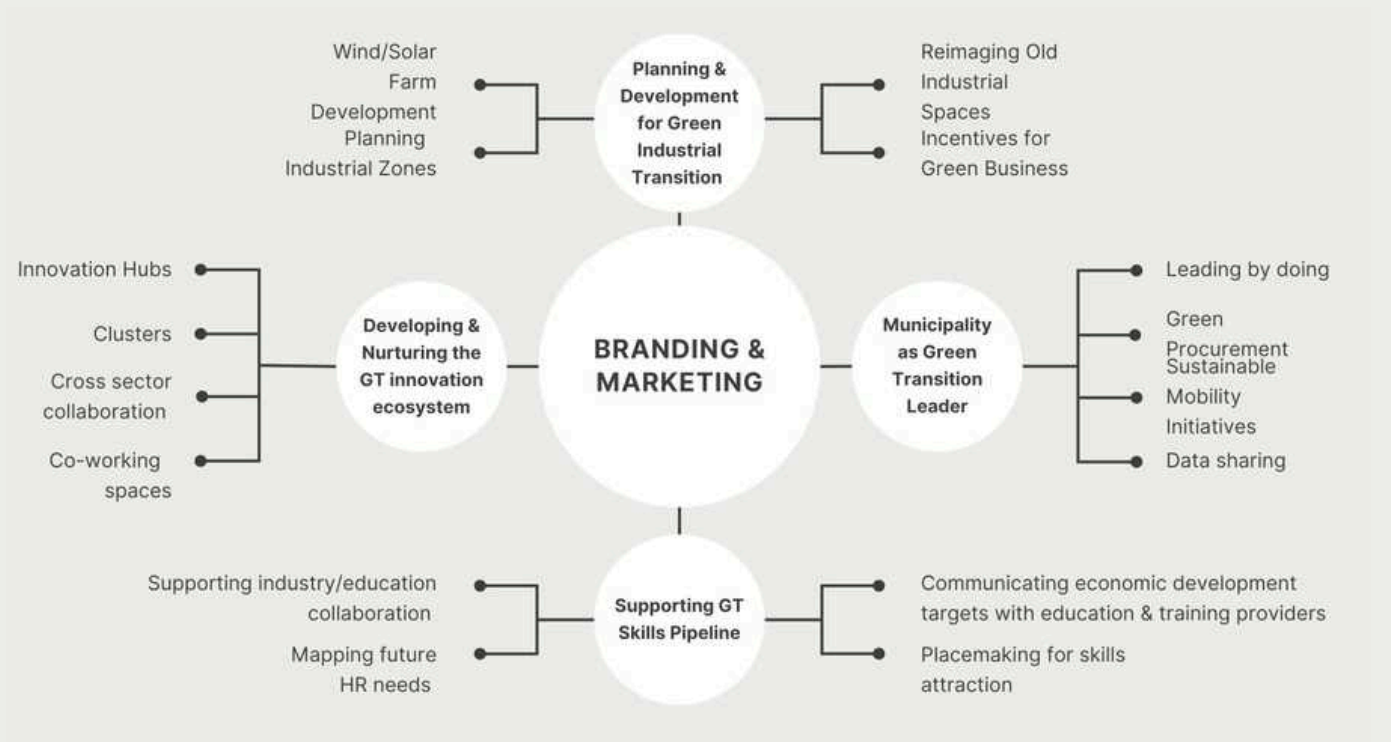 Wind/Solar
Farm
Development
Planning
Industrial Zones
Planning &
Development
for Green
Industrial
Transition
Reimaging Old
Industrial
Spaces
Incentives for
Green Business
Innovation Hubs
Clusters
Cross sector
collaboration
Co-working
spaces
Developing &
Nurturing the
GT innovation
ecosystem
BRANDING &
MARKETING
Municipality
as Green
Transition
Leader
Leading by doing
Green
Procurement
Sustainable
Mobility
Initiatives
Data sharing
Supporting industry/education
collaboration
Mapping future
HR needs
Supporting GT
Skills Pipeline
Communicating economic development
targets with education & training providers
Placemaking for skills
attraction